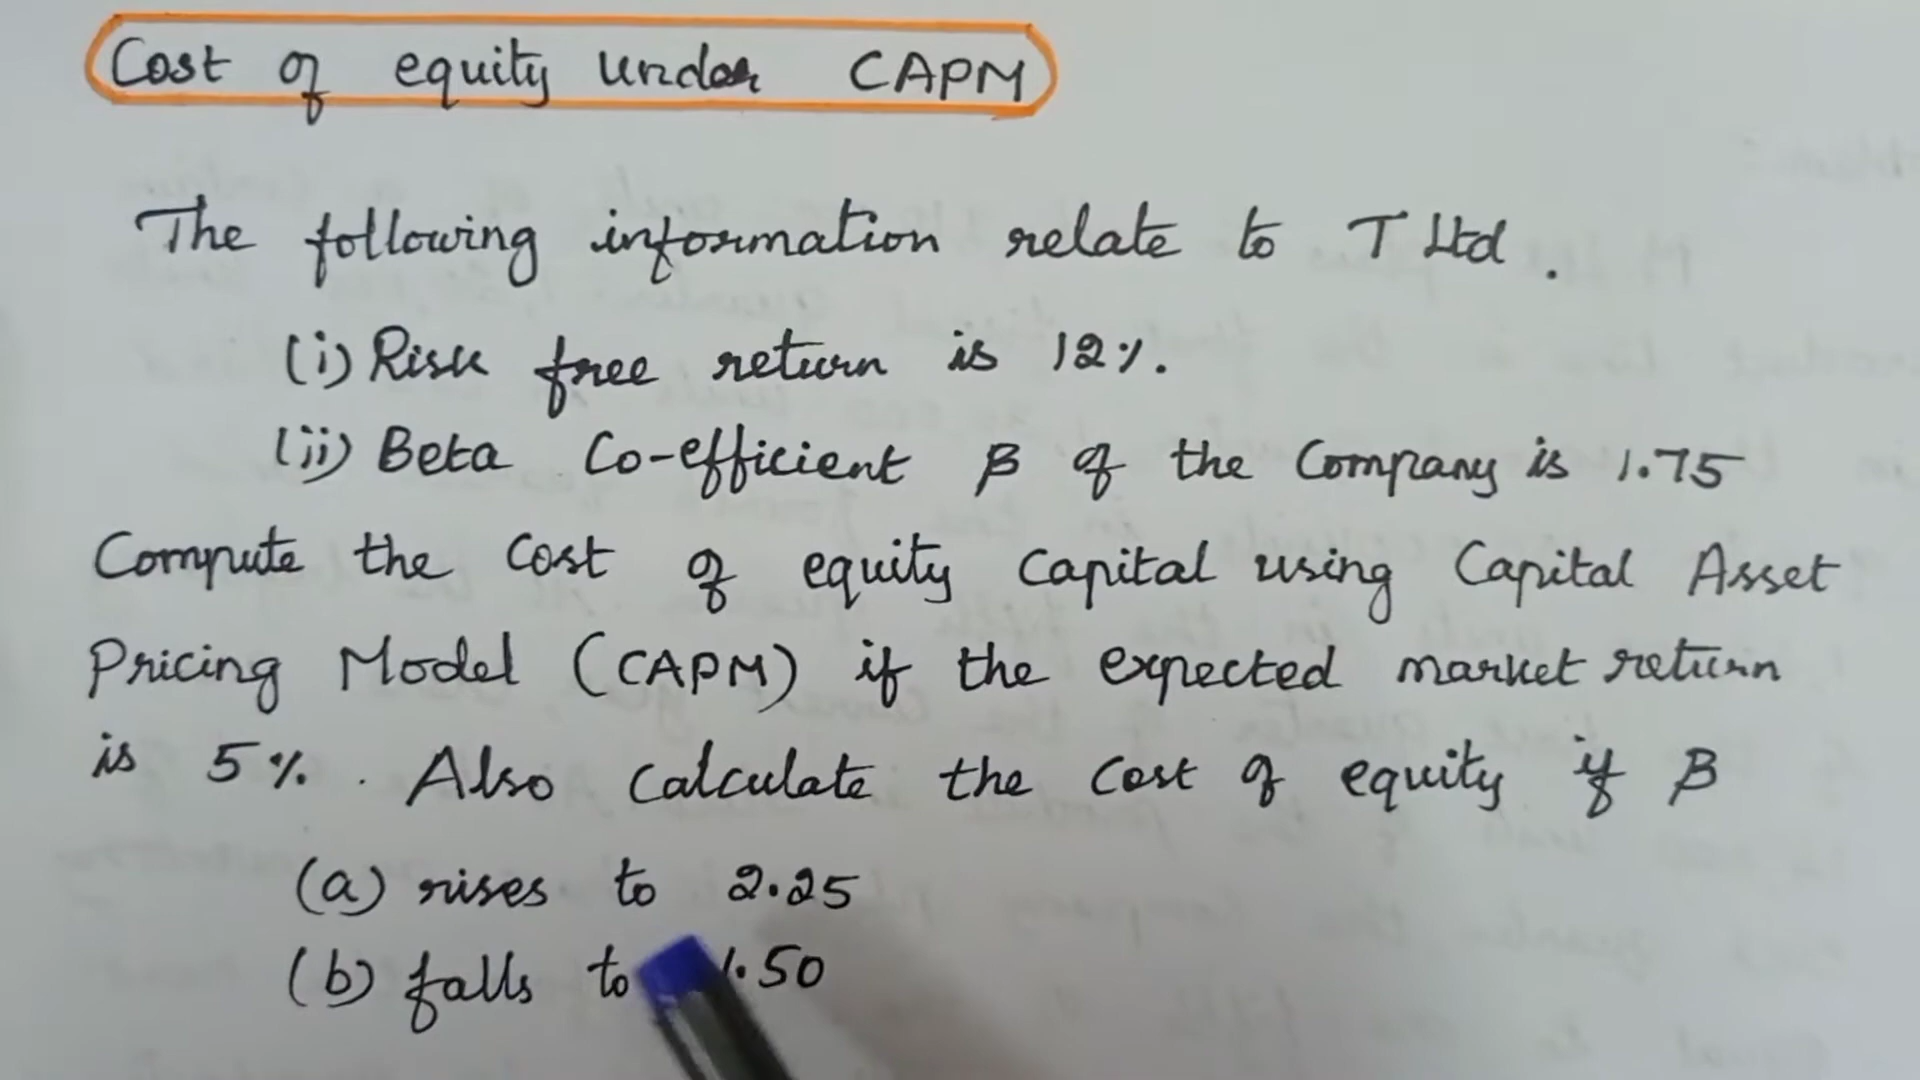 Cost of equity under CAPM
The following information relate to T Ltd.
(i) Risk free return is 12%.
(ii) Beta Co-efficient β of the Company is 1.75
Compute the cost of equity capital using Capital Asset
Pricing Model (CAPM) if the expected market return
is 5%. Also calculate the cost of equity if β
(a) rises to 2.25
(b) falls to 1.50